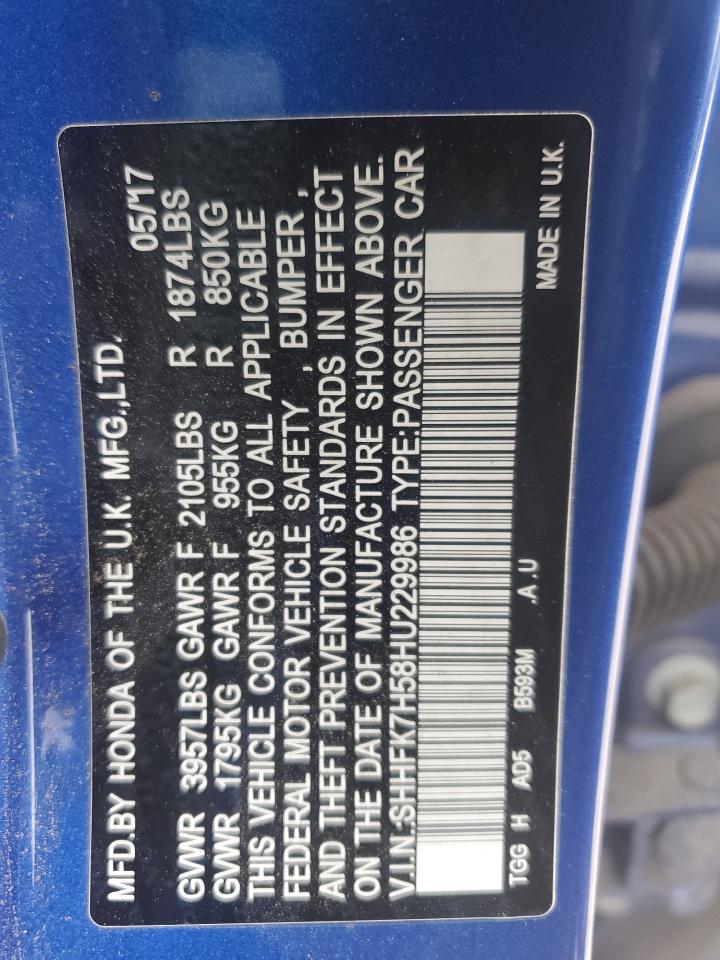 MFD.BY HONDA OF THE U.K. MFG.,LTD. 05/17
GVWR 3957LBS GAWR F 2105LBS R 1874LBS
GVWR 1795KG GAWR F 955KG R 850KG
THIS VEHICLE CONFORMS TO ALL APPLICABLE
FEDERAL MOTOR VEHICLE SAFETY , BUMPER ,
AND THEFT PREVENTION STANDARDS IN EFFECT
ON THE DATE OF MANUFACTURE SHOWN ABOVE.
V.I.N.:SHHFK7H58HU229986 TYPE:PASSENGER CAR
TGG H AD5 B593M .A.U MADE IN U.K.